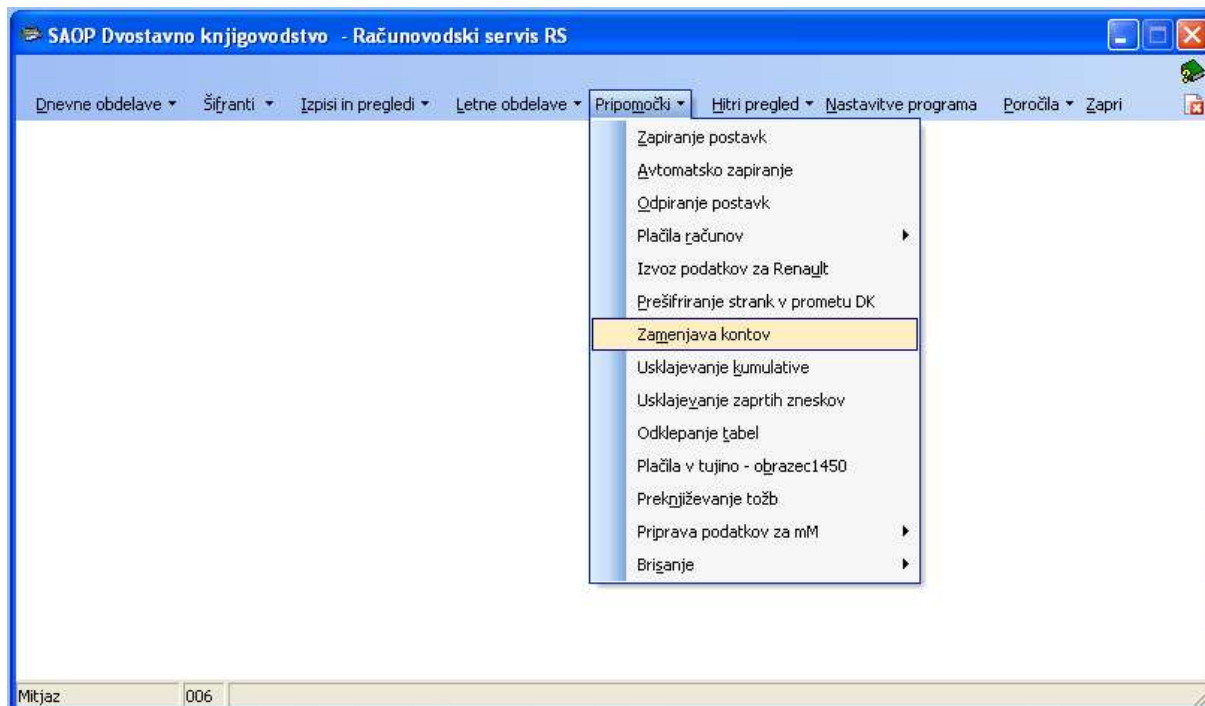 SAOP Dvostavno knjigovodstvo - Računovodski servis RS
Dnevne obdelave Šifranti Izpisi in pregledi Letne obdelave Pripomočki Hitri pregled Nastavitve programa Poročila Zapri
Zapiranje postavk
Avtomatsko zapiranje
Odpiranje postavk
Plačila računov
Izvoz podatkov za Renault
Prešifriranje strank v prometu DK
Zamenjava kontov
Usklajevanje kumulative
Usklajevanje zaprtih zneskov
Odklepanje tabel
Plačila v tujino - obrazec1450
Preknjiževanje tožb
Priprava podatkov za mM
Brisanje
Mitjaz 006